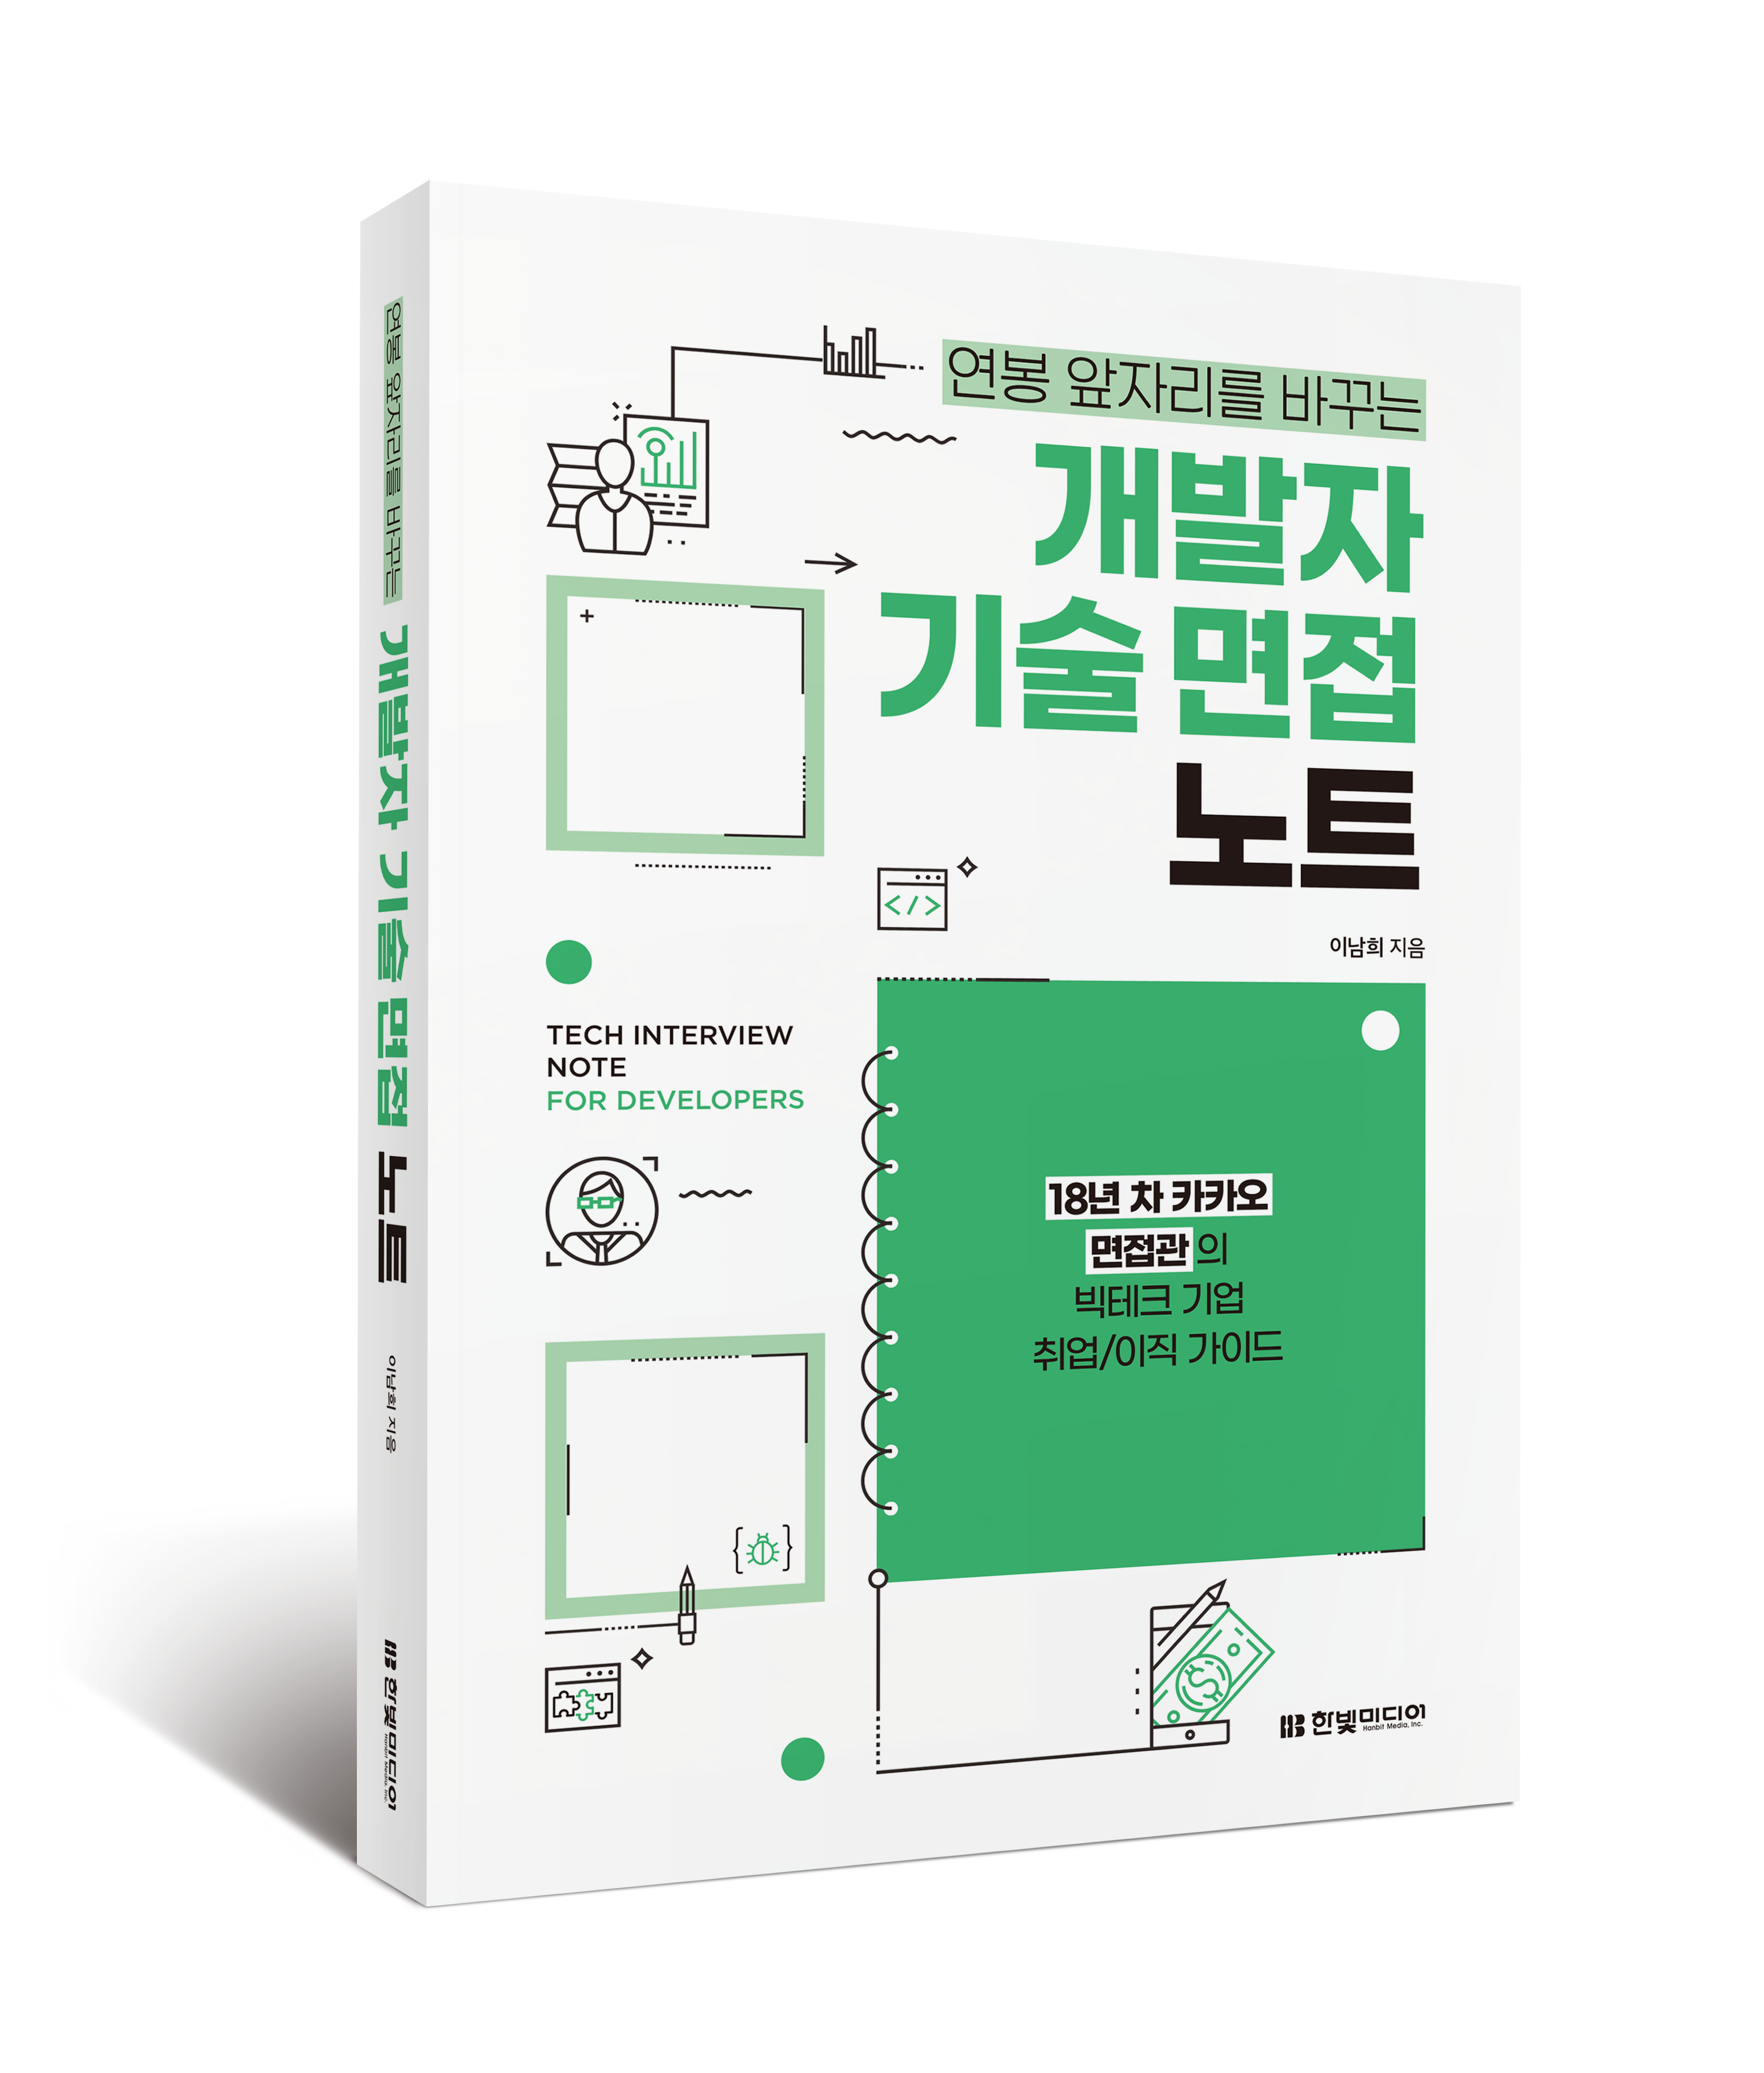 연봉 앞자리를 바꾸는
개발자
기술 면접
노트
이남희 지음
</>
TECH INTERVIEW
NOTE
FOR DEVELOPERS
18년 차 카카오
면접관의
빅테크 기업
취업/이직 가이드
한빛미디어
Hanbit Media, Inc.
연봉 앞자리를 바꾸는 개발자 기술 면접 노트 이남희 지음 한빛미디어
Hanbit Media, Inc.